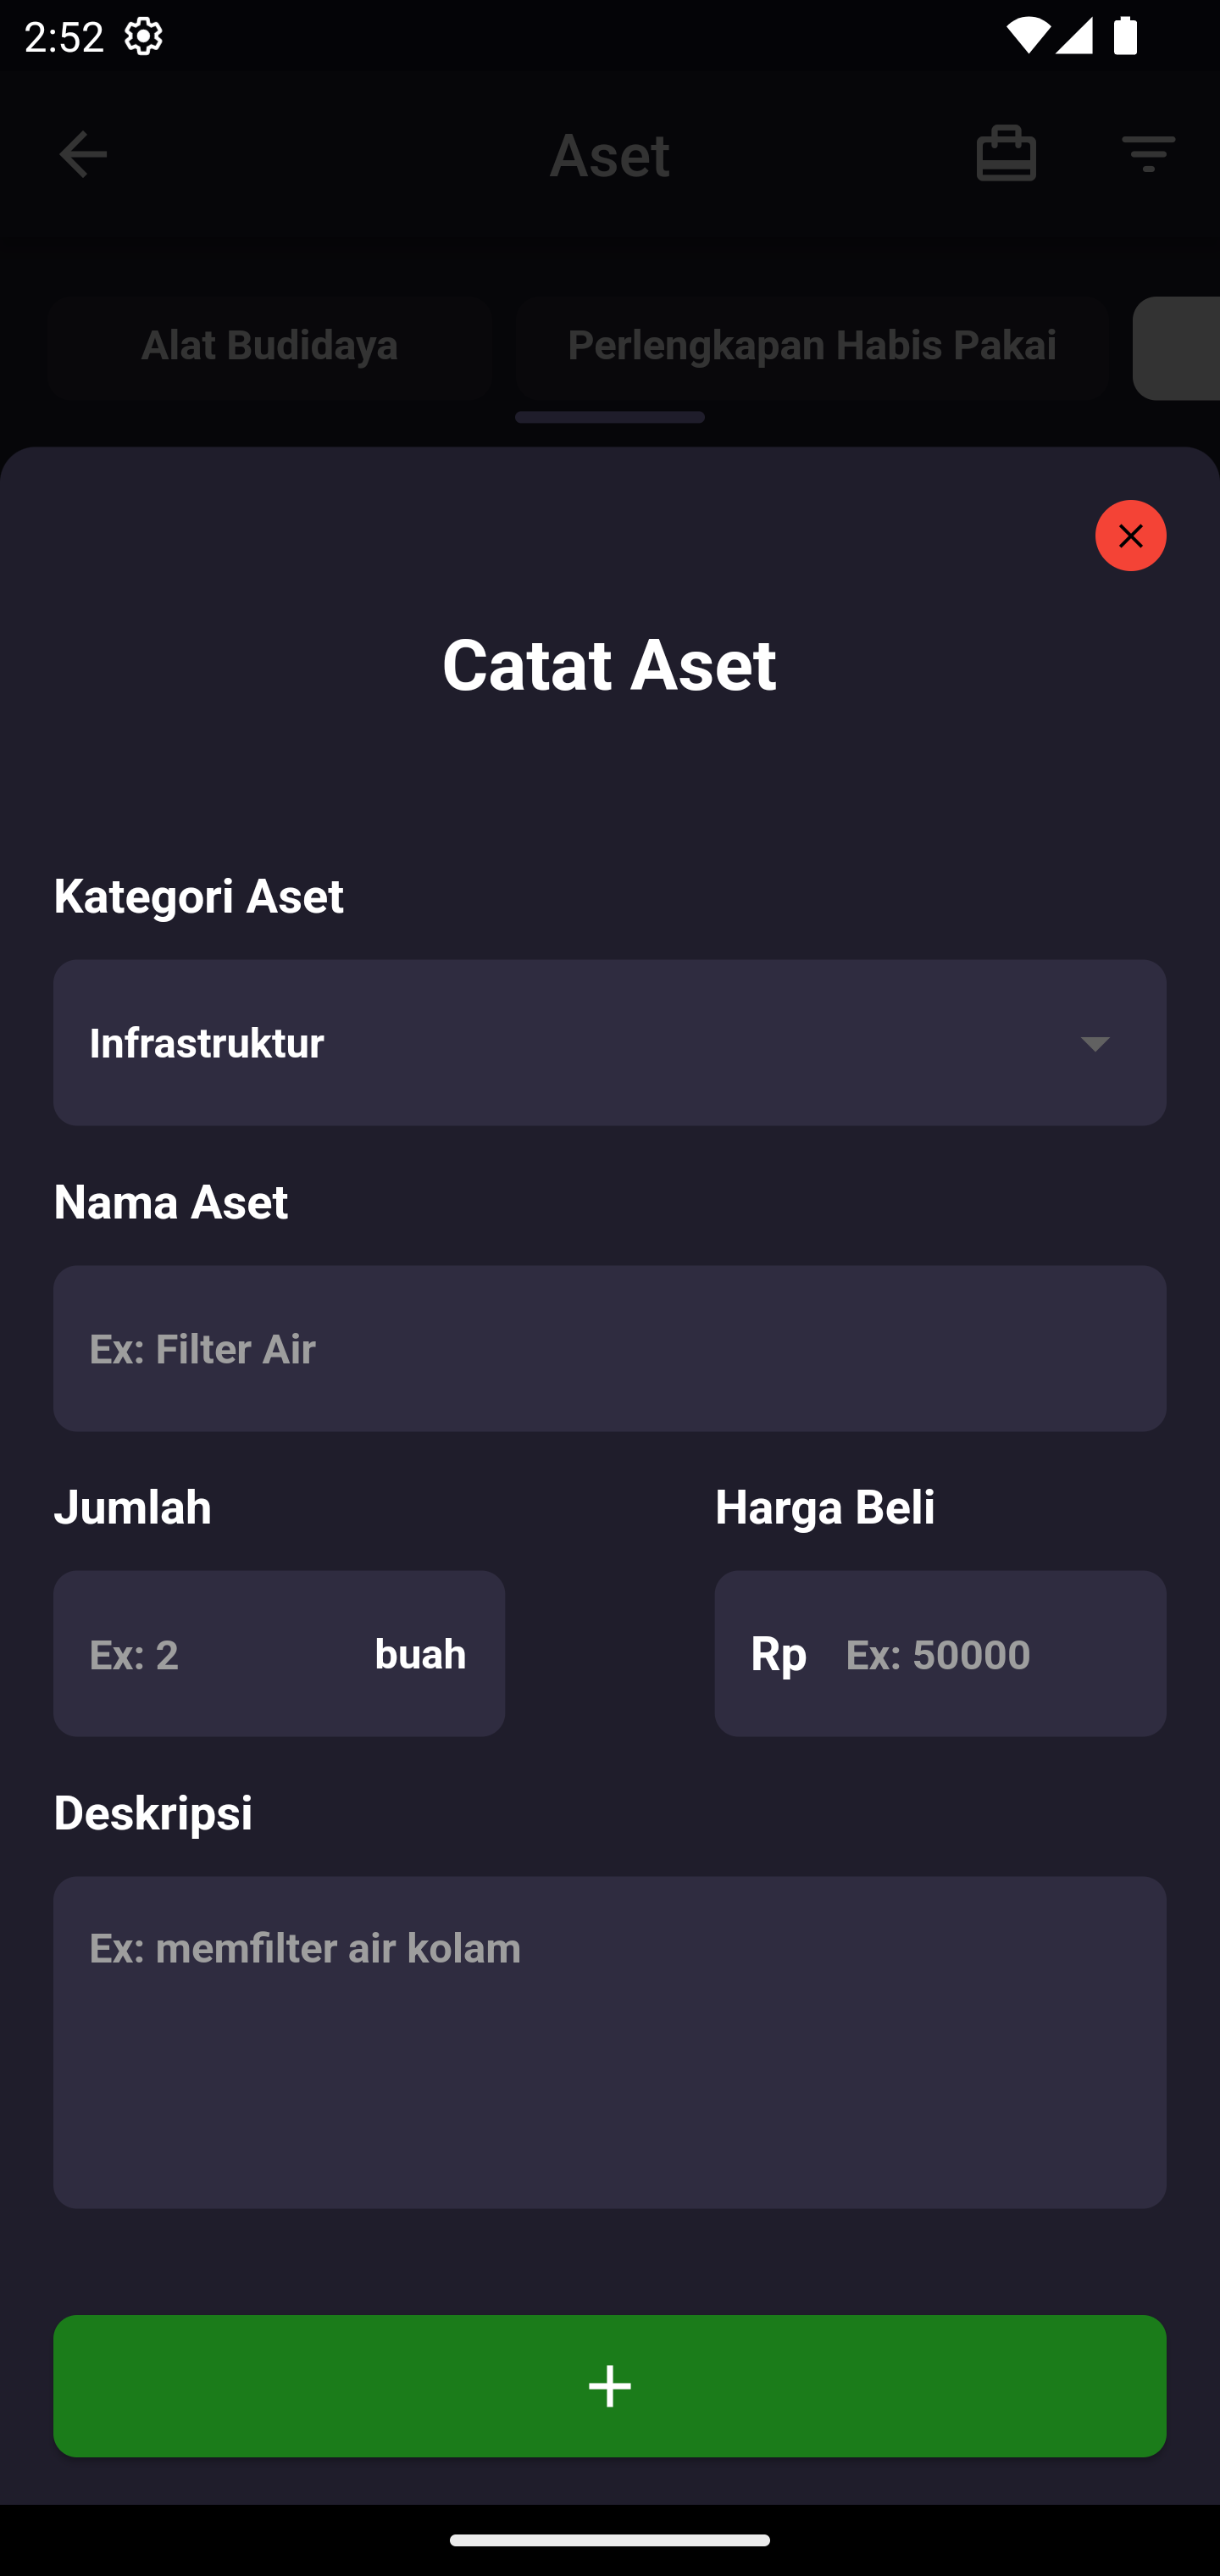 2:52
Aset
Alat Budidaya Perlengkapan Habis Pakai
Catat Aset
Kategori Aset
Infrastruktur
Nama Aset
Ex: Filter Air
Jumlah Harga Beli
Ex: 2 buah Rp Ex: 50000
Deskripsi
Ex: memfilter air kolam